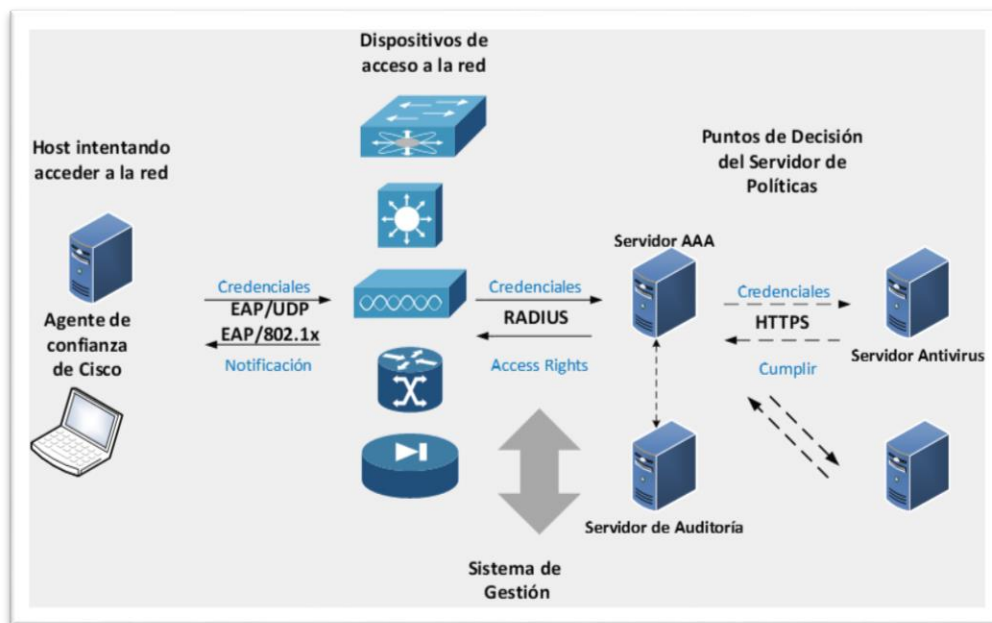 Dispositivos de
acceso a la red
Host intentando
acceder a la red
Puntos de Decisión
del Servidor de
Políticas
Servidor AAA
Credenciales
EAP/UDP
EAP/802.1x
Notificación
Credenciales
RADIUS
Access Rights
Credenciales
HTTPS
Cumplir
Agente de
confianza
de Cisco
Servidor Antivirus
Servidor de Auditoría
Sistema de
Gestión